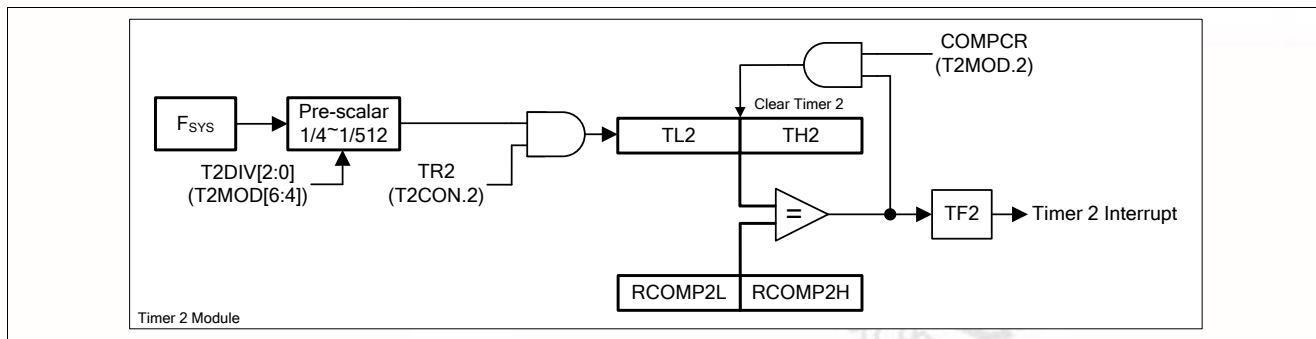 COMPCR
(T2MOD.2)
Clear Timer 2
FSYS
Pre-scalar
1/4~1/512
TL2
TH2
T2DIV[2:0]
(T2MOD[6:4])
TR2
(T2CON.2)
=
TF2
Timer 2 Interrupt
RCOMP2L
RCOMP2H
Timer 2 Module